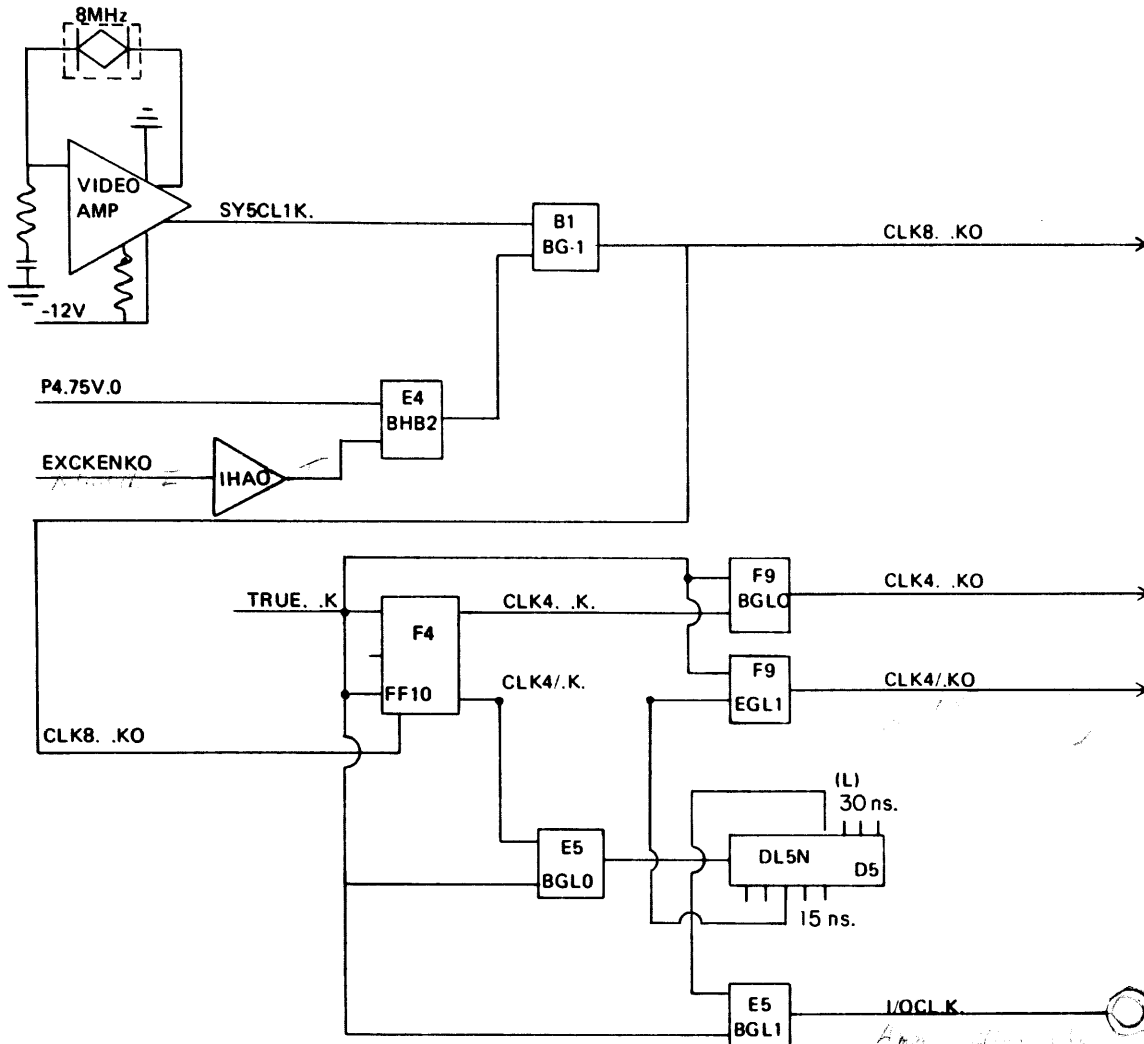 8MHz
VIDEO
AMP
SY5CL1K.
B1
BG-1
CLK8. .KO
-12V
P4.75V.0
E4
BHB2
EXCKENKO
IHAO
TRUE. .K
F4
FF10
CLK4. .K.
F9
BGLO
CLK4. .KO
CLK4/.K.
F9
EGL1
CLK4/.KO
CLK8. .KO
(L)
30 ns.
E5
BGL0
DL5N
D5
15 ns.
E5
BGL1
I/OCL.K.